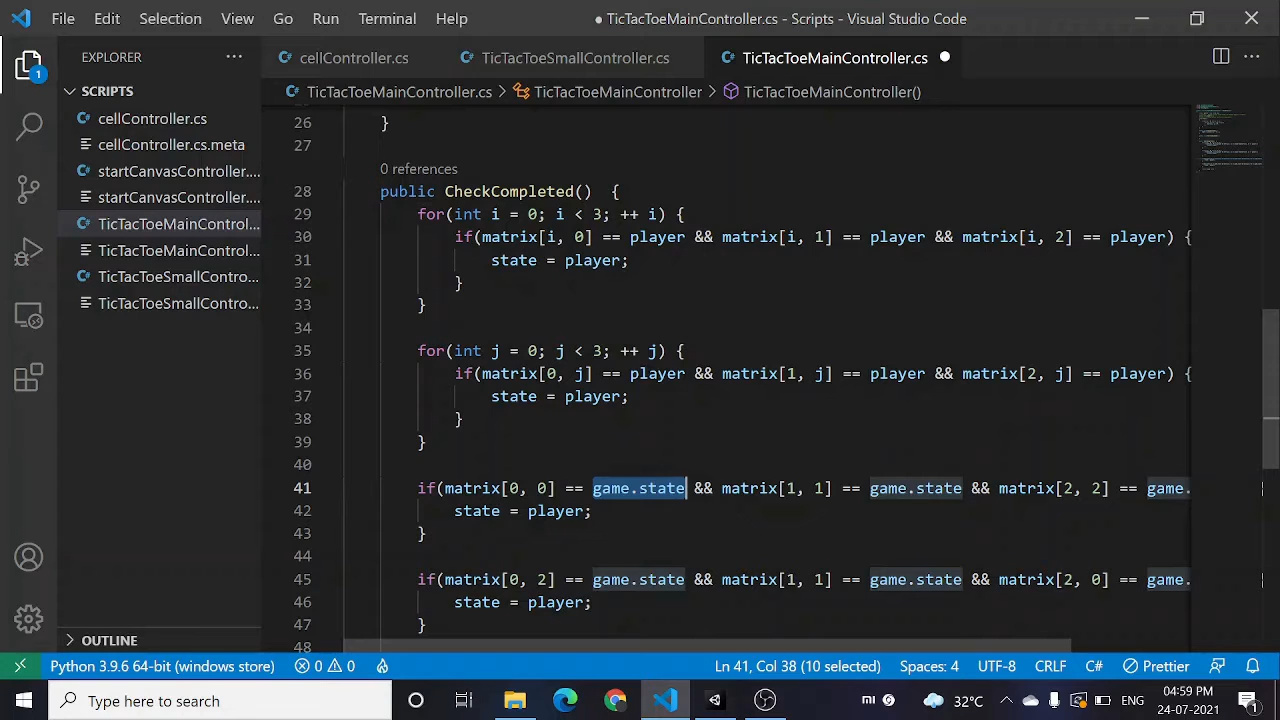 File Edit Selection View Go Run Terminal Help ● TicTacToeMainController.cs - Scripts - Visual Studio Code
EXPLORER ···
cellController.cs TicTacToeSmallController.cs TicTacToeMainController.cs
SCRIPTS
TicTacToeMainController.cs > TicTacToeMainController > TicTacToeMainController()
1
cellController.cs
cellController.cs.meta
startCanvasController....
startCanvasController....
TicTacToeMainControl...
TicTacToeMainControl...
TicTacToeSmallContro...
TicTacToeSmallContro...
26 }
27
0 references
28 public CheckCompleted() {
29 for(int i = 0; i < 3; ++ i) {
30 if(matrix[i, 0] == player && matrix[i, 1] == player && matrix[i, 2] == player) {
31 state = player;
32 }
33 }
34
35 for(int j = 0; j < 3; ++ j) {
36 if(matrix[0, j] == player && matrix[1, j] == player && matrix[2, j] == player) {
37 state = player;
38 }
39 }
40
41 if(matrix[0, 0] == game.state && matrix[1, 1] == game.state && matrix[2, 2] == game.
42 state = player;
43 }
44
45 if(matrix[0, 2] == game.state && matrix[1, 1] == game.state && matrix[2, 0] == game.
46 state = player;
47 }
48
OUTLINE
Python 3.9.6 64-bit (windows store) 0 0 Ln 41, Col 38 (10 selected) Spaces: 4 UTF-8 CRLF C# Prettier
Type here to search
mi 32°C ENG 04:59 PM
24-07-2021 1